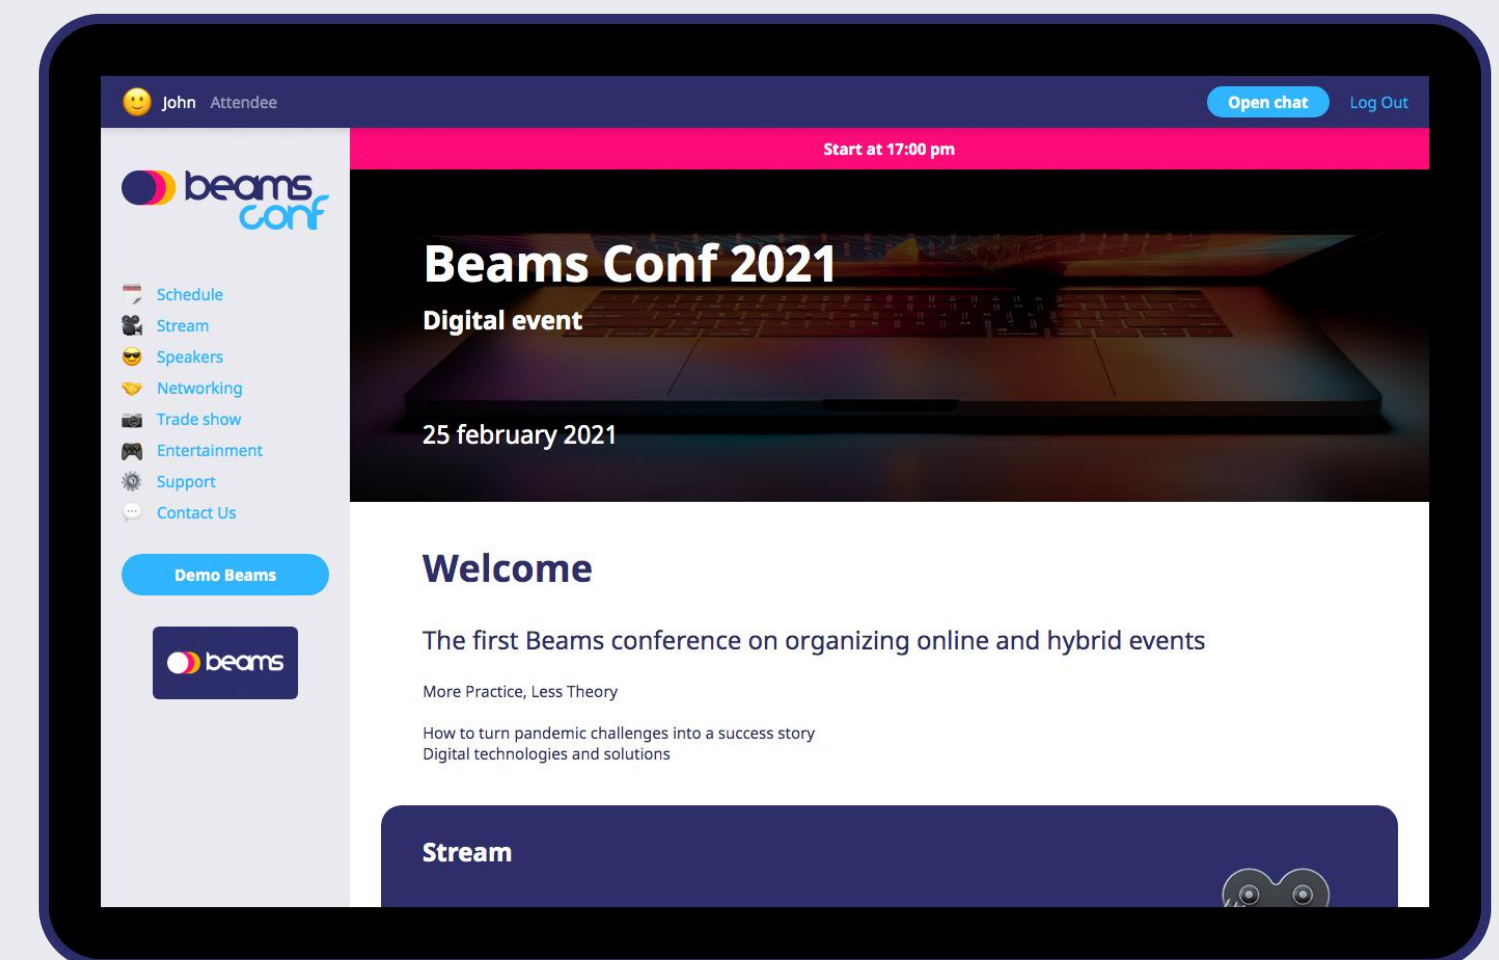 John Attendee
Open chat
Log Out
Start at 17:00 pm
beams
conf
Schedule
Stream
Speakers
Networking
Trade show
Entertainment
Support
Contact Us
Demo Beams
beams
Beams Conf 2021
Digital event
25 february 2021
Welcome
The first Beams conference on organizing online and hybrid events
More Practice, Less Theory
How to turn pandemic challenges into a success story
Digital technologies and solutions
Stream